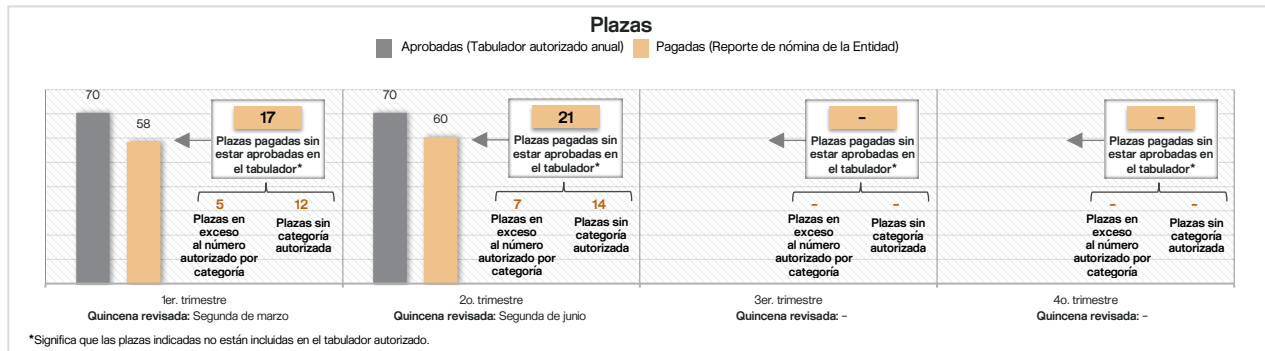 Plazas
Aprobadas (Tabulador autorizado anual)
Pagadas (Reporte de nómina de la Entidad)
70
58
17
Plazas pagadas sin
estar aprobadas en
el tabulador*
5
12
Plazas en
exceso
al número
autorizado por
categoría
Plazas sin
categoría
autorizada
70
60
21
Plazas pagadas sin
estar aprobadas en
el tabulador*
7
14
Plazas en
exceso
al número
autorizado por
categoría
Plazas sin
categoría
autorizada
–
Plazas pagadas sin
estar aprobadas en
el tabulador*
–
–
Plazas en
exceso
al número
autorizado por
categoría
Plazas sin
categoría
autorizada
–
Plazas pagadas sin
estar aprobadas en
el tabulador*
–
–
Plazas en
exceso
al número
autorizado por
categoría
Plazas sin
categoría
autorizada
1er. trimestre
Quincena revisada: Segunda de marzo
2o. trimestre
Quincena revisada: Segunda de junio
3er. trimestre
Quincena revisada: –
4o. trimestre
Quincena revisada: –
*Significa que las plazas indicadas no están incluidas en el tabulador autorizado.